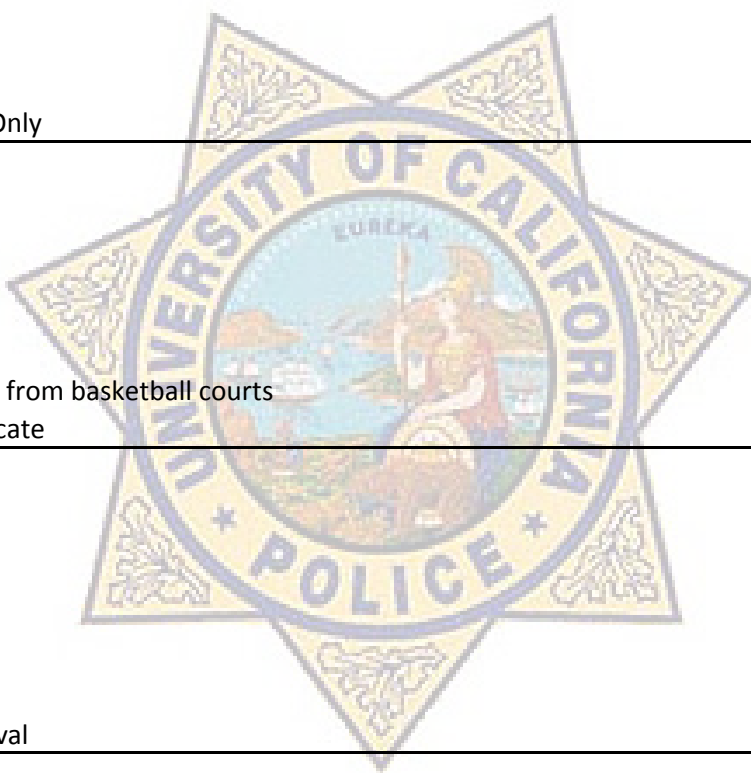 Only
UNIVERSITY OF CALIFORNIA
EUREKA
from basketball courts
cate
POLICE
val